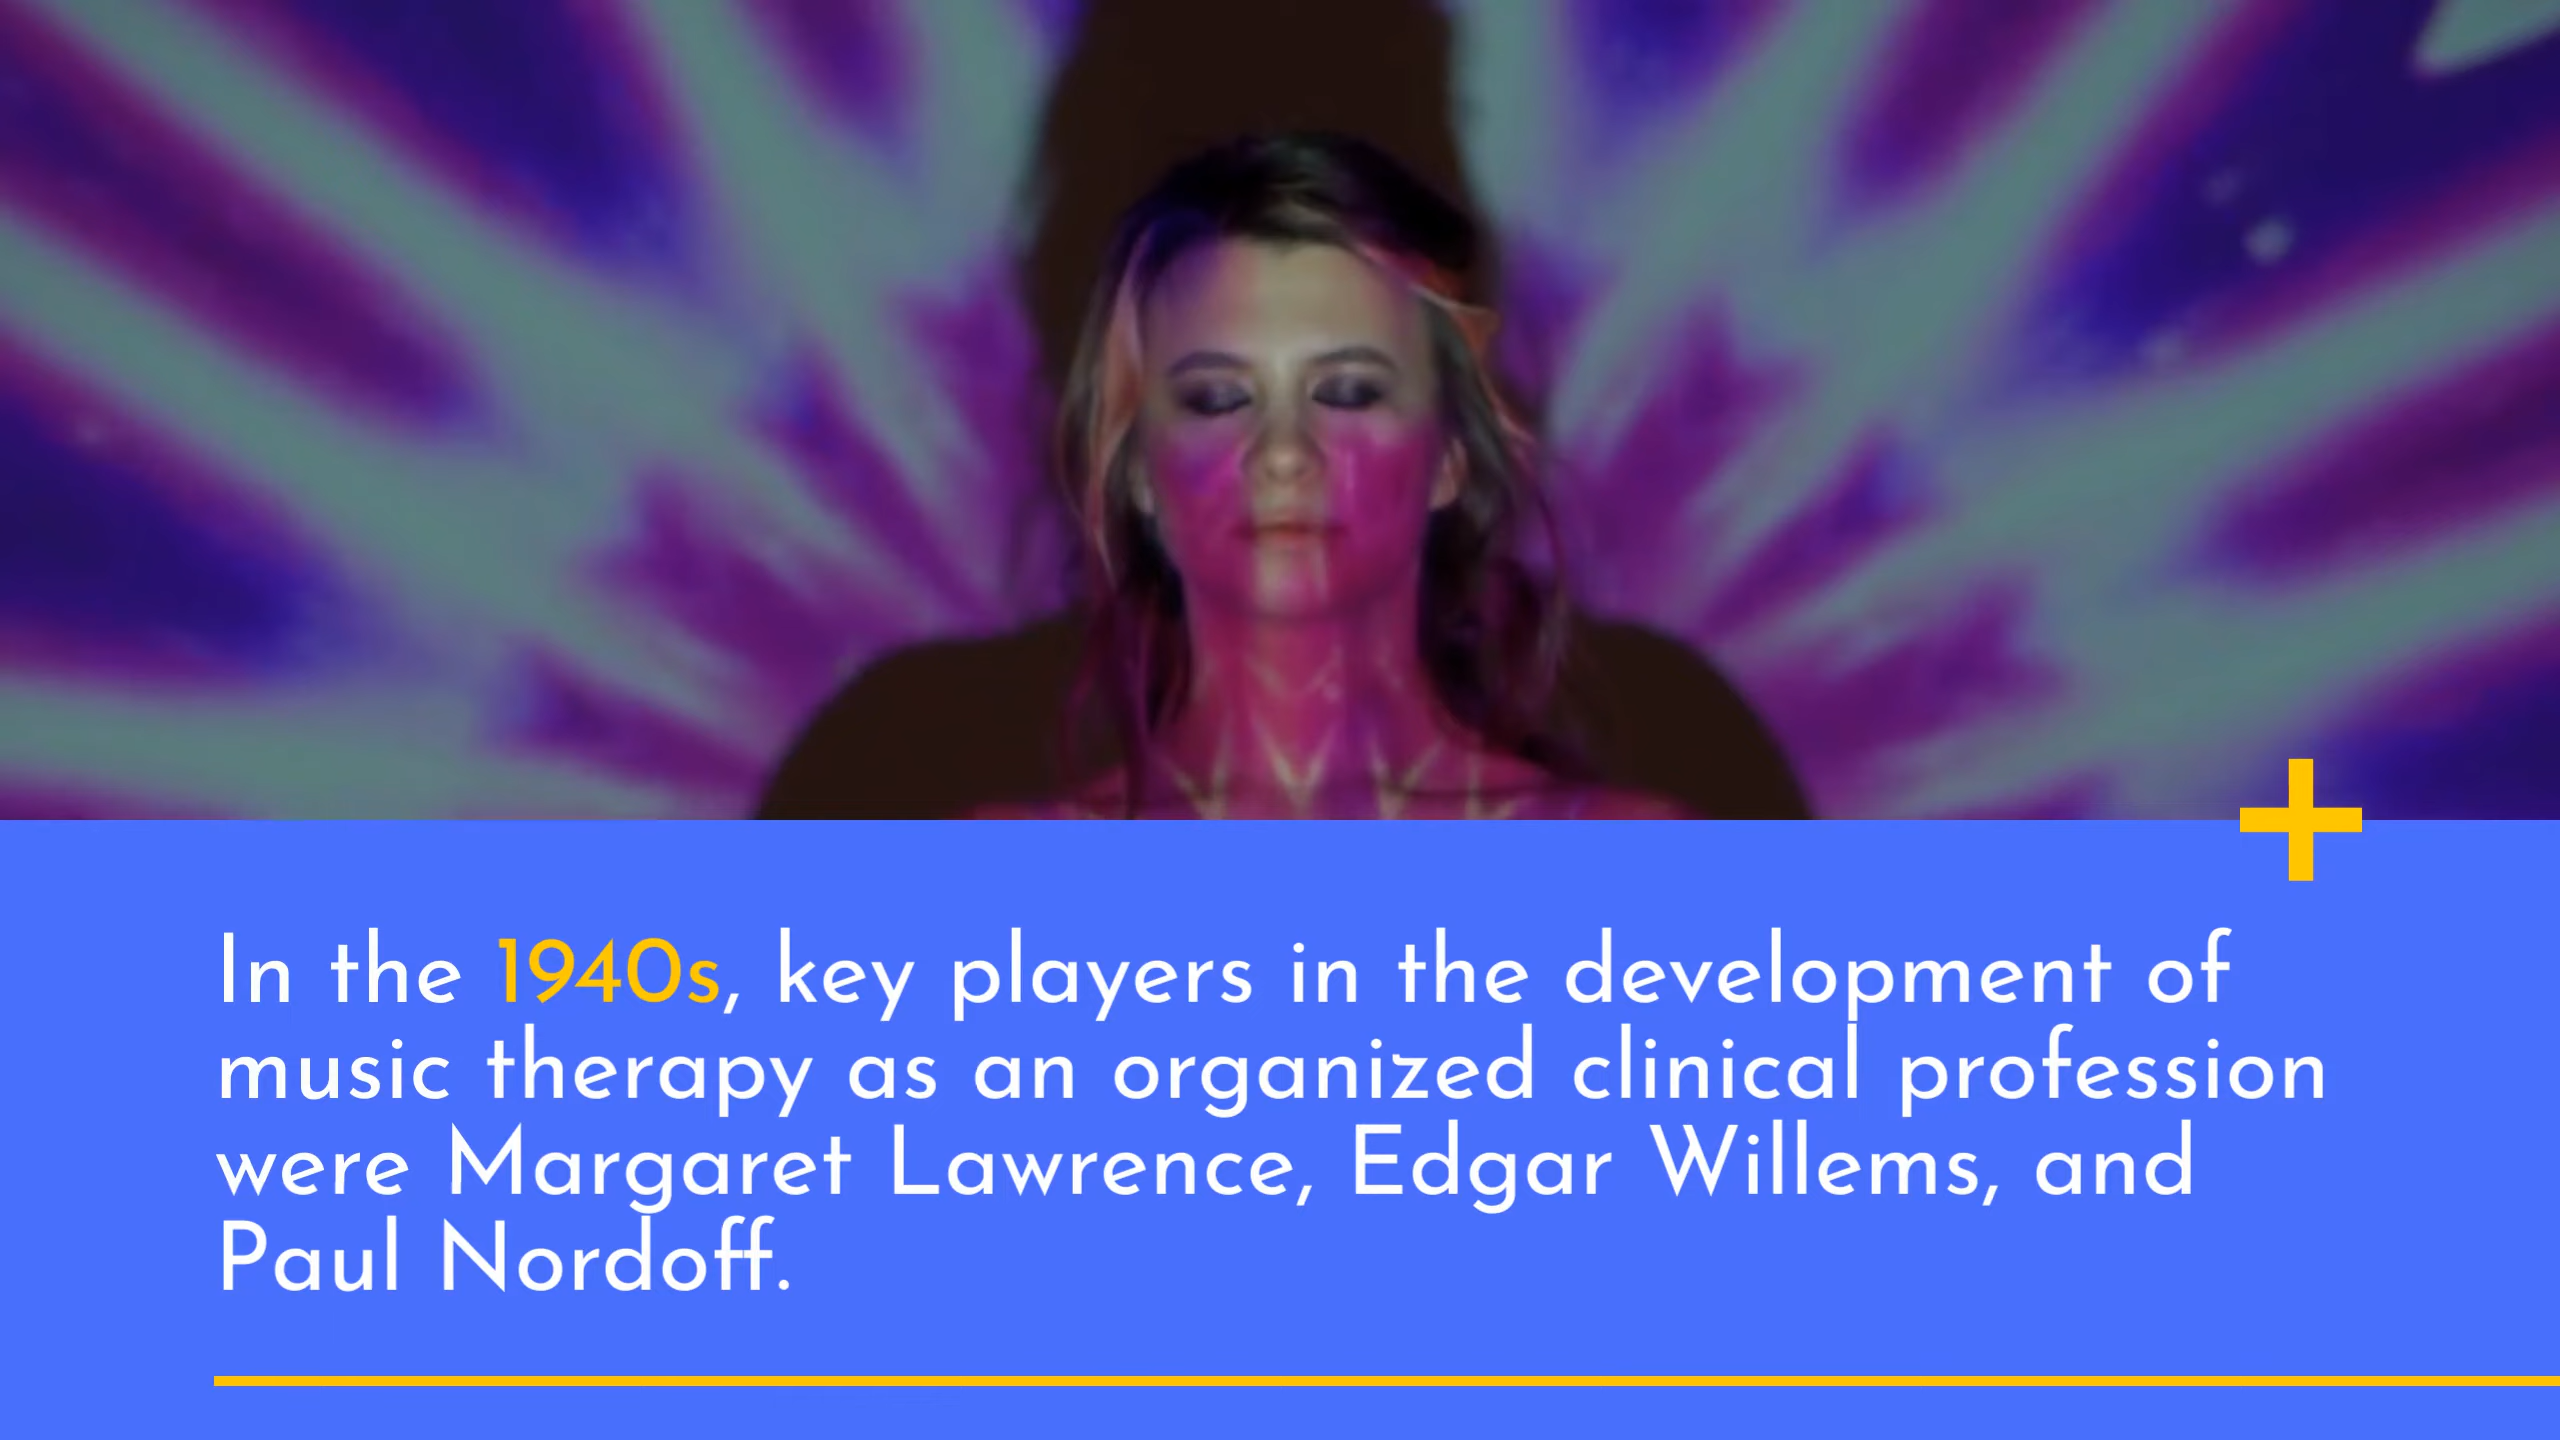 In the 1940s, key players in the development of
music therapy as an organized clinical profession
were Margaret Lawrence, Edgar Willems, and
Paul Nordoff.